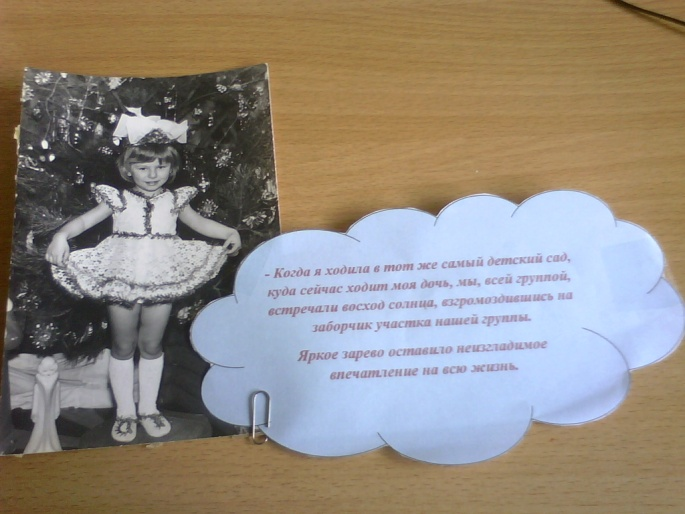 - Когда я ходила в тот же самый детский сад,
куда сейчас ходит моя дочь, мы, всей группой,
встречали восход солнца, взгромоздившись на
заборчик участка нашей группы.
Яркое зарево оставило неизгладимое
впечатление на всю жизнь.